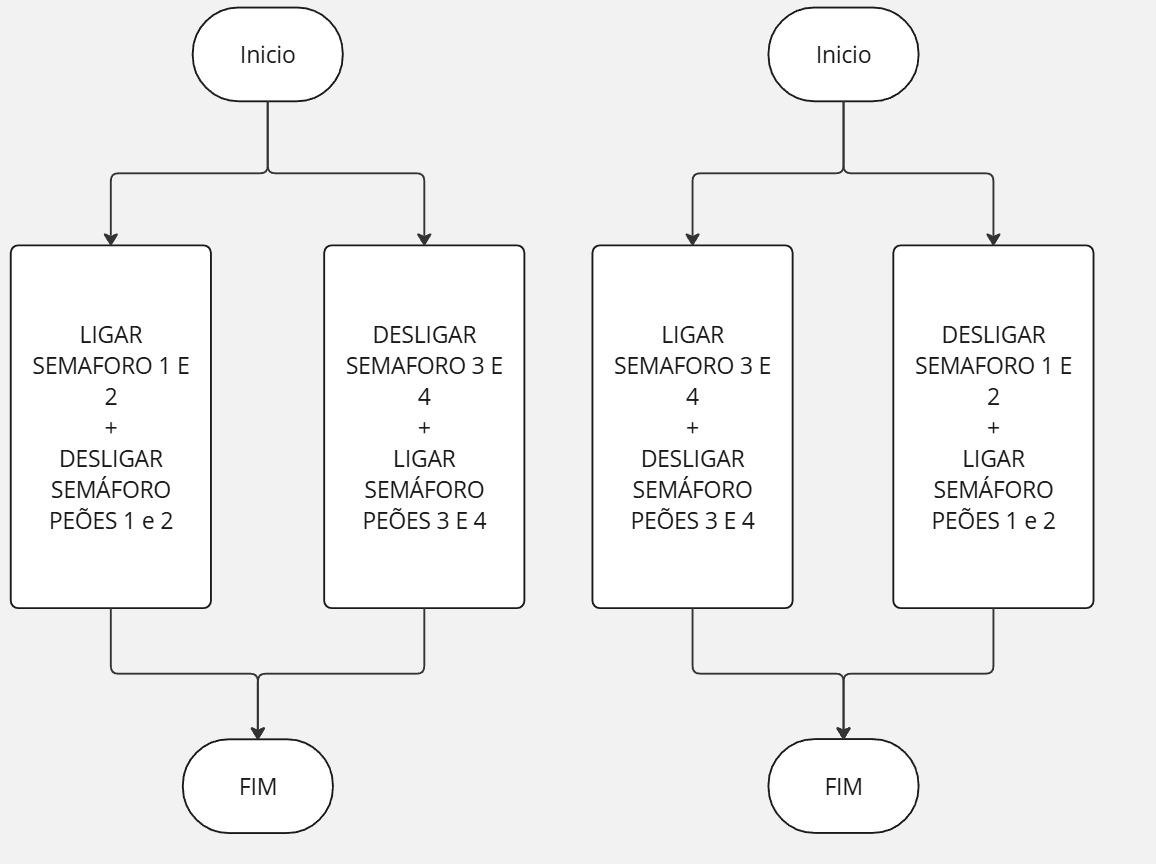 Inicio
Inicio
LIGAR
SEMAFORO 1 E
2
+
DESLIGAR
SEMÁFORO
PEÕES 1 e 2
DESLIGAR
SEMAFORO 3 E
4
+
LIGAR
SEMÁFORO
PEÕES 3 E 4
LIGAR
SEMAFORO 3 E
4
+
DESLIGAR
SEMÁFORO
PEÕES 3 E 4
DESLIGAR
SEMAFORO 1 E
2
+
LIGAR
SEMÁFORO
PEÕES 1 e 2
FIM
FIM